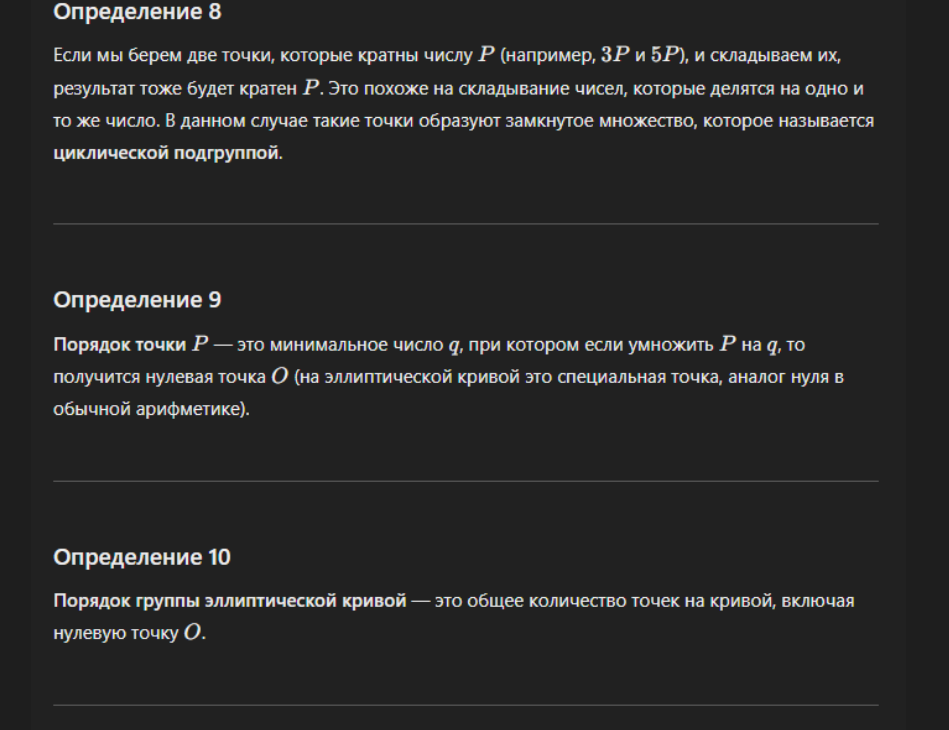 Определение 8
Если мы берем две точки, которые кратны числу P (например, 3P и 5P), и складываем их,
результат тоже будет кратен P. Это похоже на складывание чисел, которые делятся на одно и
то же число. В данном случае такие точки образуют замкнутое множество, которое называется
циклической подгруппой.
Определение 9
Порядок точки P — это минимальное число q, при котором если умножить P на q, то
получится нулевая точка O (на эллиптической кривой это специальная точка, аналог нуля в
обычной арифметике).
Определение 10
Порядок группы эллиптической кривой — это общее количество точек на кривой, включая
нулевую точку O.